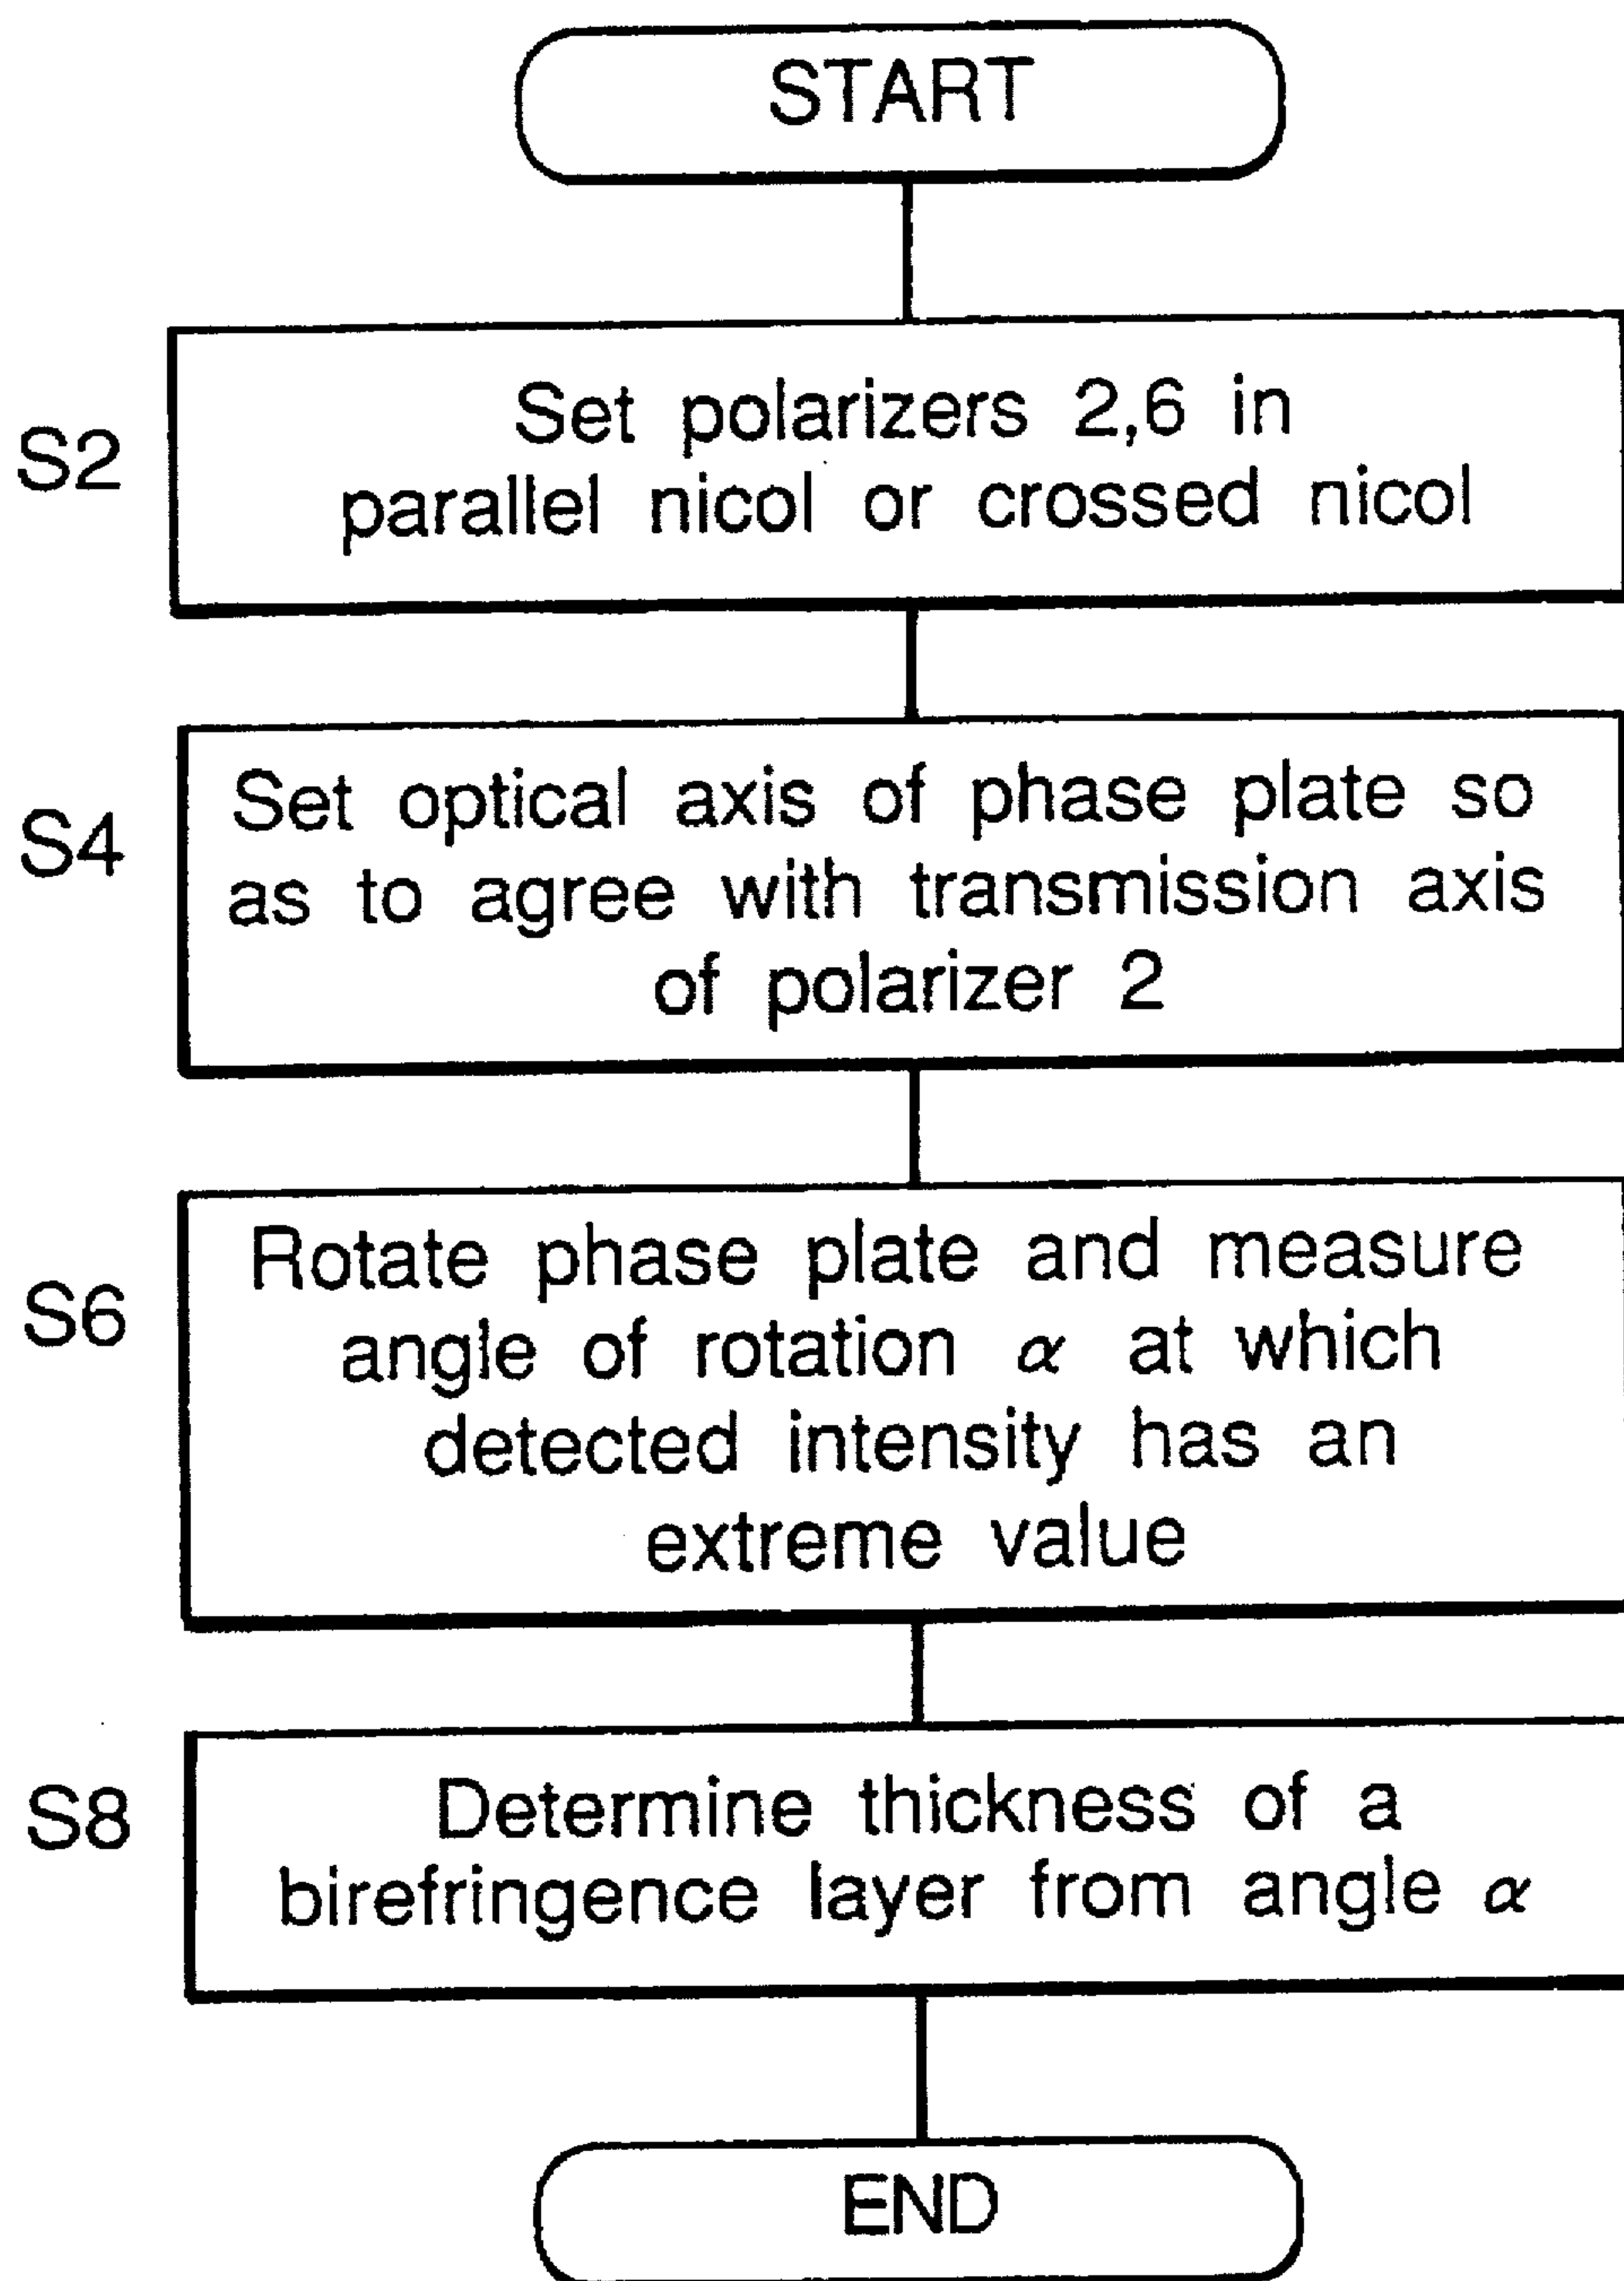 START
S2
Set polarizers 2,6 in
parallel nicol or crossed nicol
S4
Set optical axis of phase plate so
as to agree with transmission axis
of polarizer 2
S6
Rotate phase plate and measure
angle of rotation α at which
detected intensity has an
extreme value
S8
Determine thickness of a
birefringence layer from angle α
END